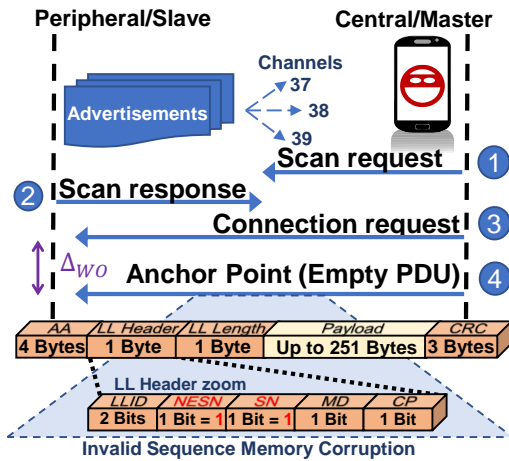 Peripheral/Slave
Central/Master
Channels
37
38
39
Advertisements
Scan request
1
2
Scan response
Connection request
3
Δ_WO
Anchor Point (Empty PDU)
4
AA LL Header LL Length Payload CRC
4 Bytes 1 Byte 1 Byte Up to 251 Bytes 3 Bytes
LL Header zoom
LLID NESN SN MD CP
2 Bits 1 Bit = 1 1 Bit = 1 1 Bit 1 Bit
Invalid Sequence Memory Corruption